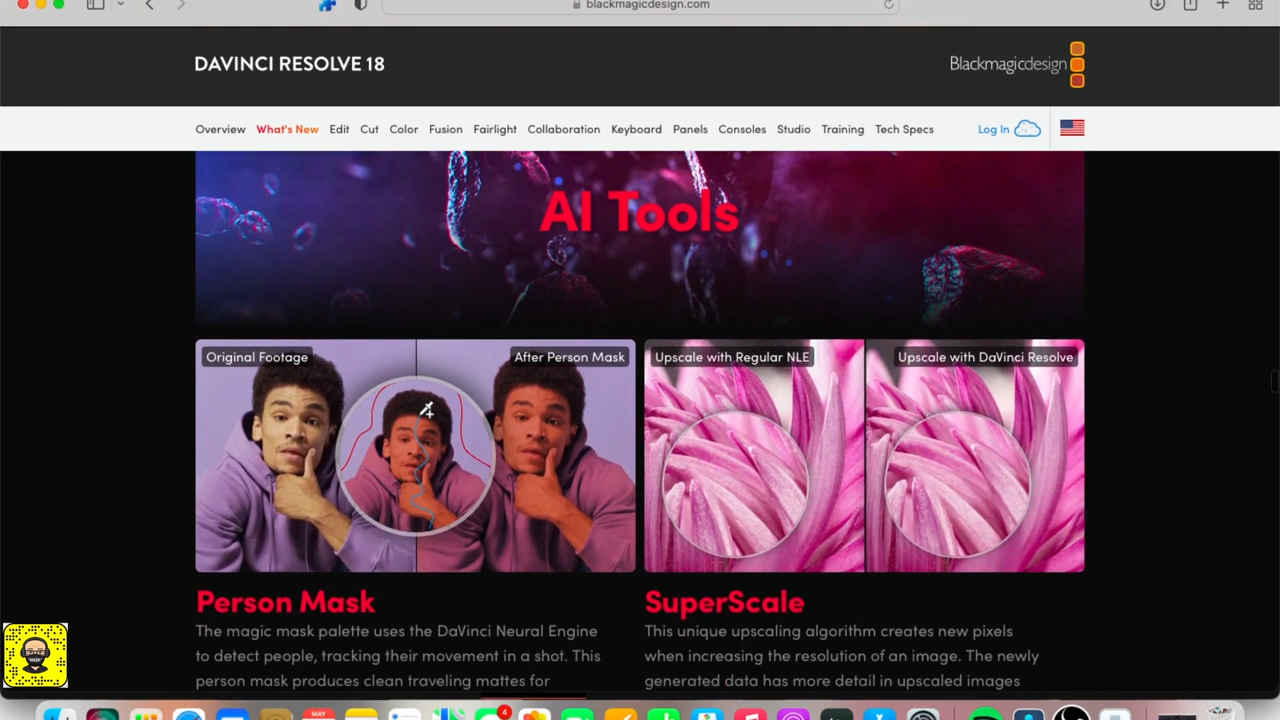 blackmagicdesign.com
DAVINCI RESOLVE 18
Blackmagicdesign
Overview What's New Edit Cut Color Fusion Fairlight Collaboration Keyboard Panels Consoles Studio Training Tech Specs Log In
AI Tools
Original Footage After Person Mask
Upscale with Regular NLE Upscale with DaVinci Resolve
Person Mask
The magic mask palette uses the DaVinci Neural Engine
to detect people, tracking their movement in a shot. This
person mask produces clean traveling mattes for
SuperScale
This unique upscaling algorithm creates new pixels
when increasing the resolution of an image. The newly
generated data has more detail in upscaled images
MAY
4